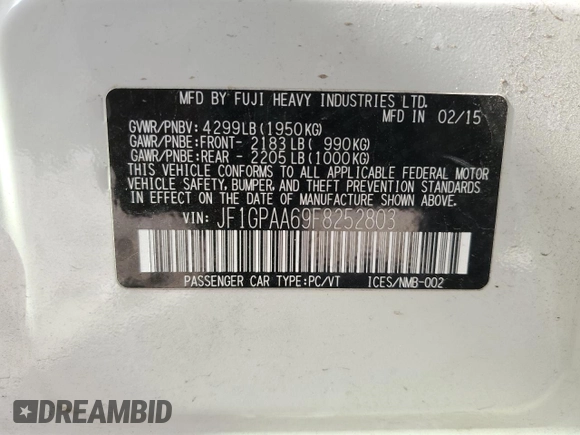 MFD BY FUJI HEAVY INDUSTRIES LTD.
MFD IN 02/15
GVWR/PNBV: 4299LB(1950KG)
GAWR/PNBE:FRONT- 2183LB( 990KG)
GAWR/PNBE:REAR - 2205LB(1000KG)
THIS VEHICLE CONFORMS TO ALL APPLICABLE FEDERAL MOTOR
VEHICLE SAFETY, BUMPER, AND THEFT PREVENTION STANDARDS
IN EFFECT ON THE DATE OF MANUFACTURE SHOWN ABOVE.
VIN: JF1GPAA69F8252803
PASSENGER CAR TYPE:PC/VT ICES/NMB-002
DREAMBID